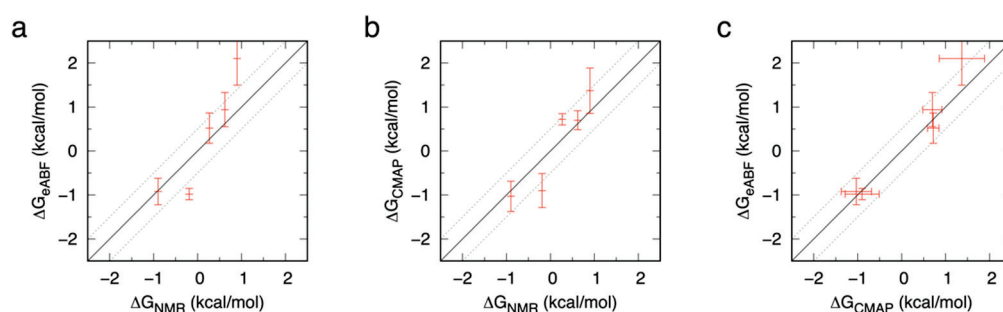 a
2
1
0
−1
−2
ΔG_eABF (kcal/mol)
−2 −1 0 1 2
ΔG_NMR (kcal/mol)
b
2
1
0
−1
−2
ΔG_CMAP (kcal/mol)
−2 −1 0 1 2
ΔG_NMR (kcal/mol)
c
2
1
0
−1
−2
ΔG_eABF (kcal/mol)
−2 −1 0 1 2
ΔG_CMAP (kcal/mol)